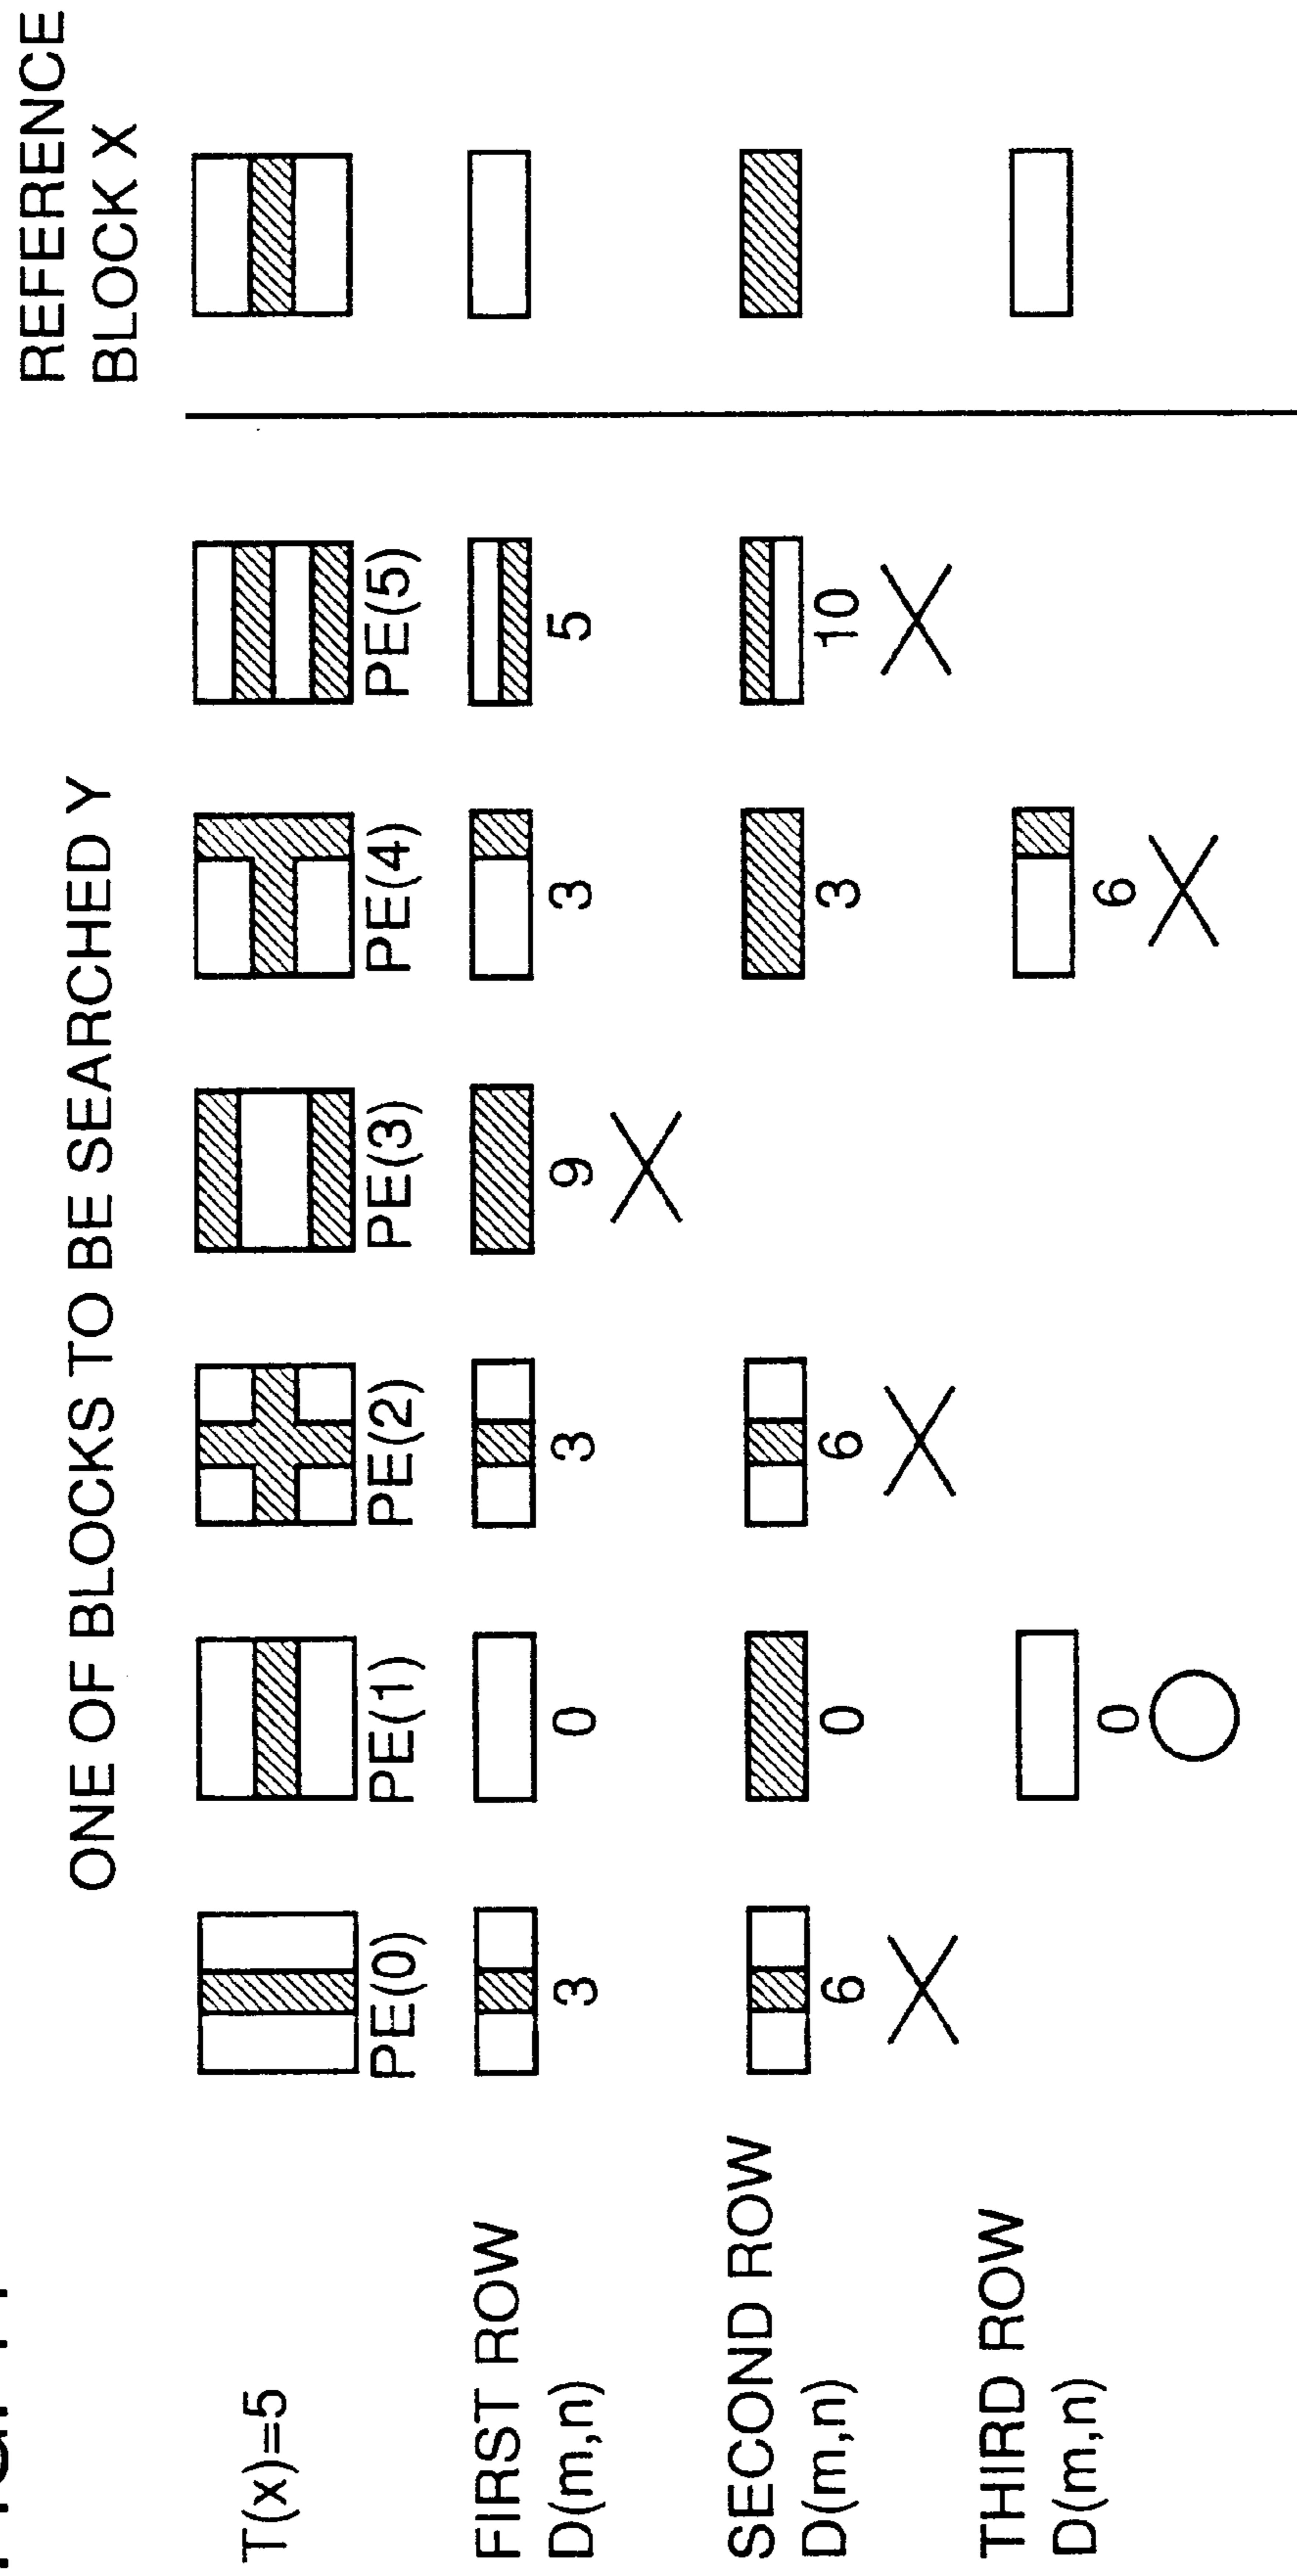 ONE OF BLOCKS TO BE SEARCHED Y
REFERENCE
BLOCK X
T(x)=5
PE(0) PE(1) PE(2) PE(3) PE(4) PE(5)
FIRST ROW
D(m,n)
3 0 3 9 3 5
SECOND ROW
D(m,n)
6 0 6 3 10
THIRD ROW
D(m,n)
0 6